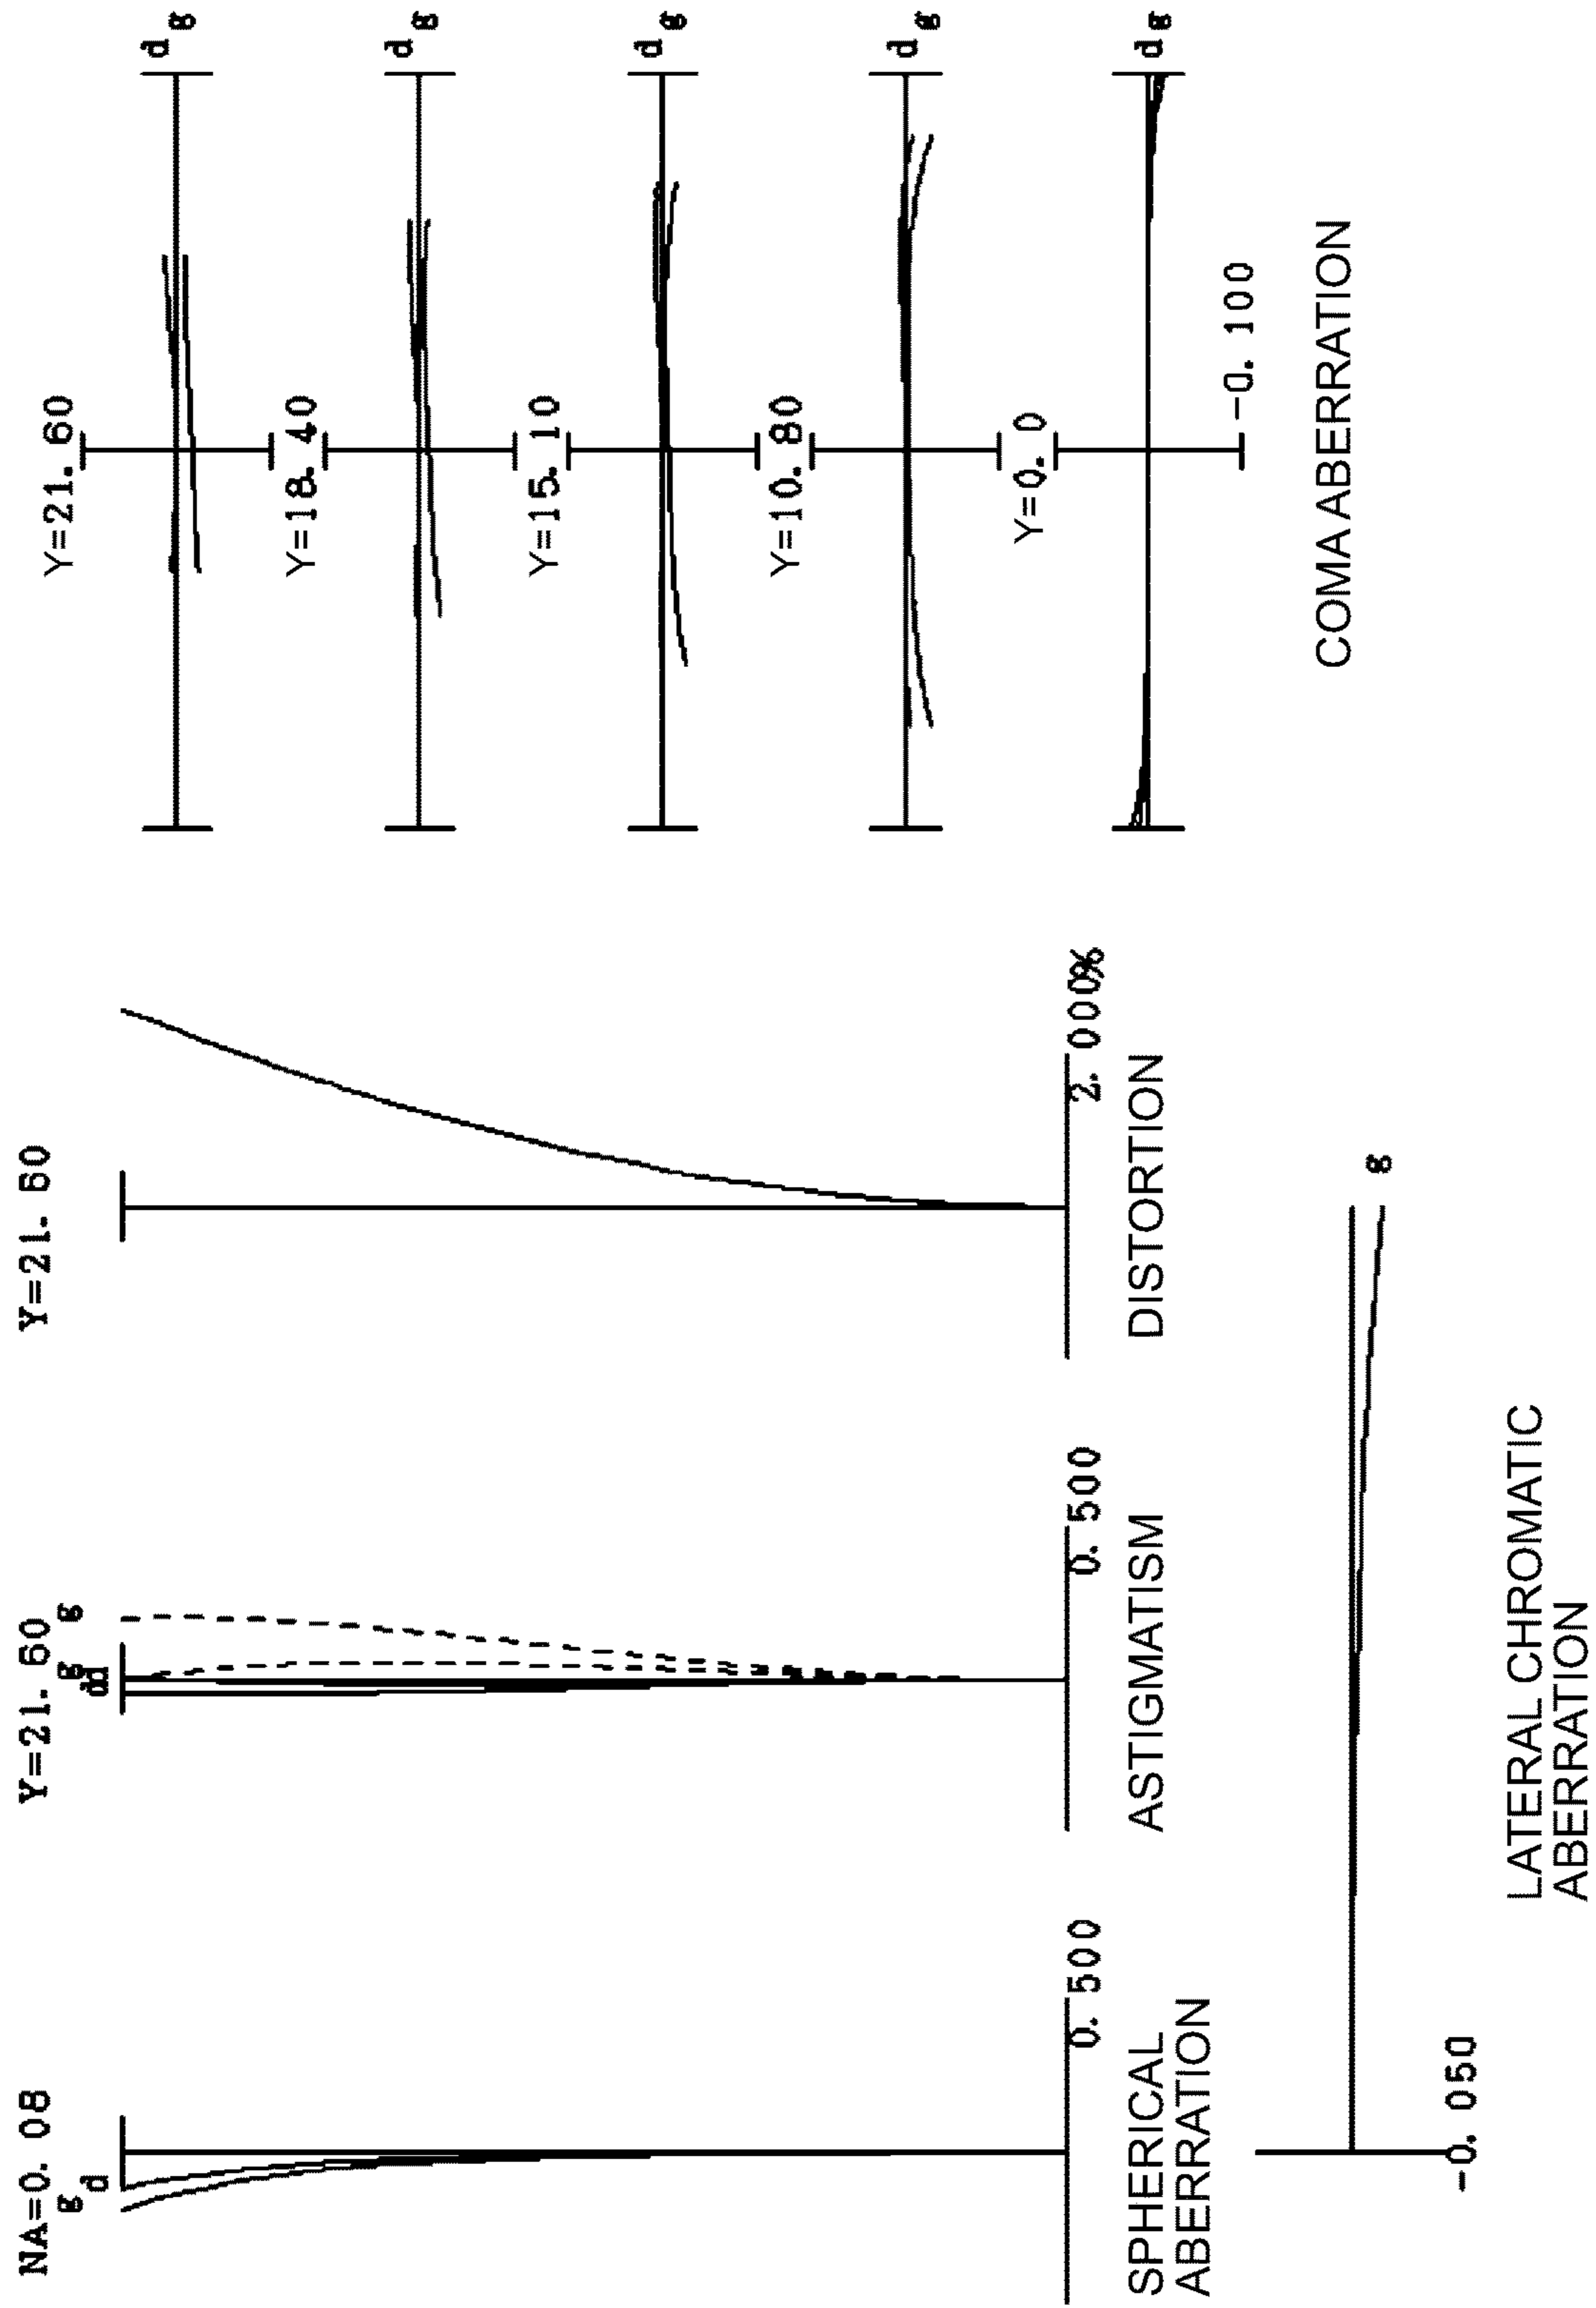 NA=0. 08
g
d
0. 500
SPHERICAL
ABERRATION
Y=21. 60
d
d
g
g
0. 500
ASTIGMATISM
Y=21. 60
2. 000%
DISTORTION
Y=21. 60
d
g
Y=18. 40
d
g
Y=15. 10
d
g
Y=10. 80
d
g
Y=0. 0
d
g
-0. 100
COMA ABERRATION
g
-0. 050
LATERAL CHROMATIC
ABERRATION